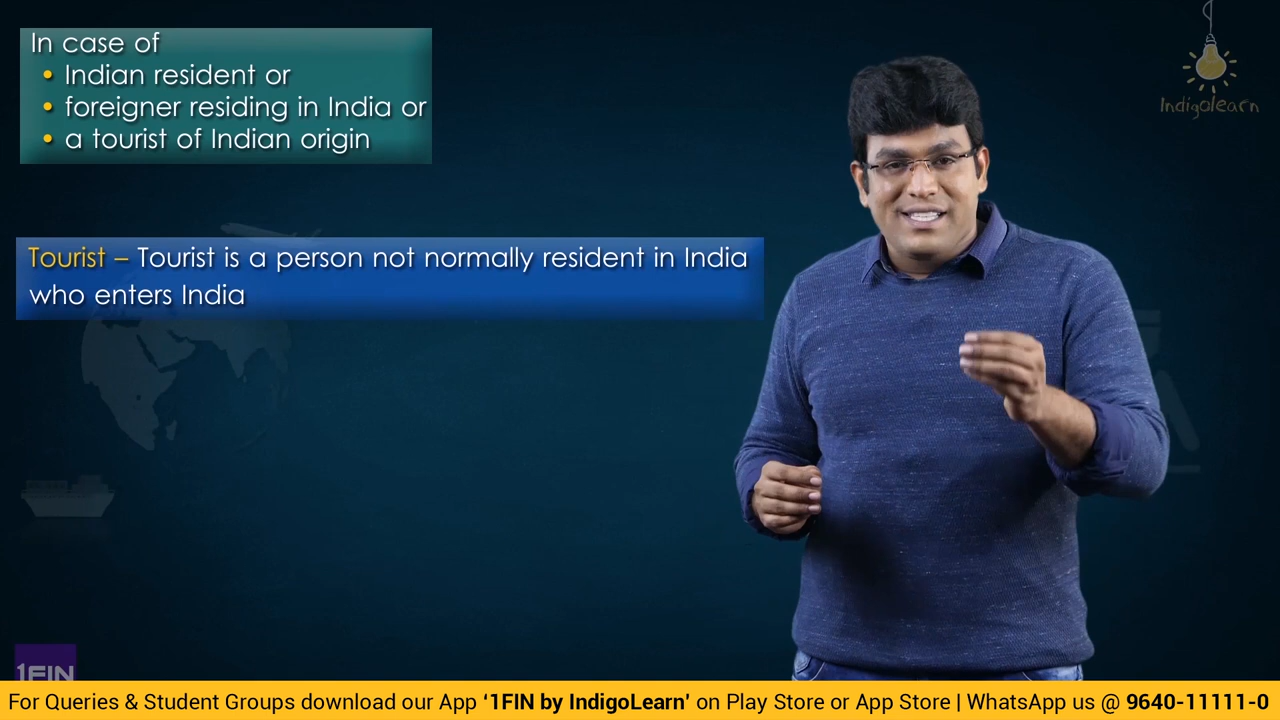 In case of
• Indian resident or
• foreigner residing in India or
• a tourist of Indian origin
Indigolearn
Tourist – Tourist is a person not normally resident in India
who enters India
1FIN
For Queries & Student Groups download our App ‘1FIN by IndigoLearn’ on Play Store or App Store | WhatsApp us @ 9640-11111-0